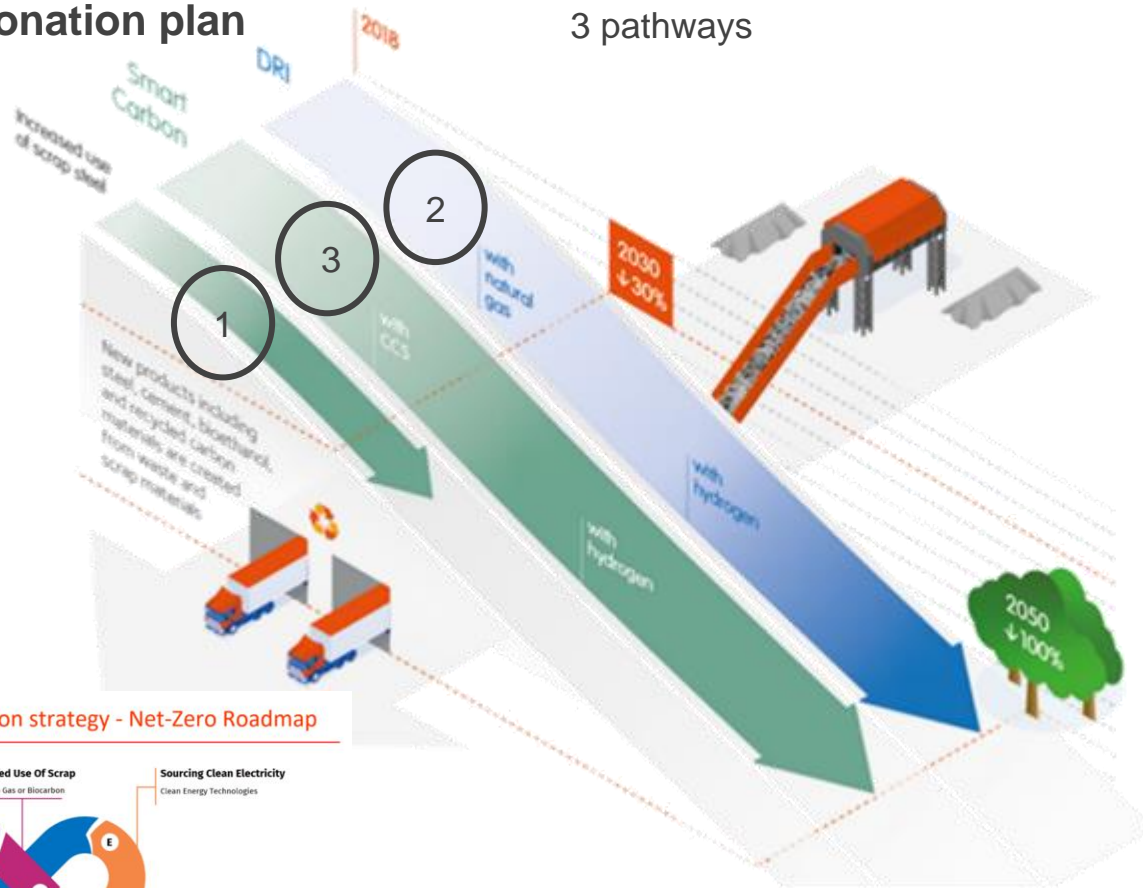 onation plan
3 pathways
2018
DRI
Smart
Carbon
Increased use
of scrap steel
2
3
1
with
natural
gas
2030
↓30%
with
CCS
New products including
steel, cement, bioethanol,
and recycled carbon
materials are created
from waste and
scrap materials
with
hydrogen
with
hydrogen
2050
↓100%
on strategy - Net-Zero Roadmap
ed Use Of Scrap
Gas or Biocarbon
Sourcing Clean Electricity
Clean Energy Technologies
E